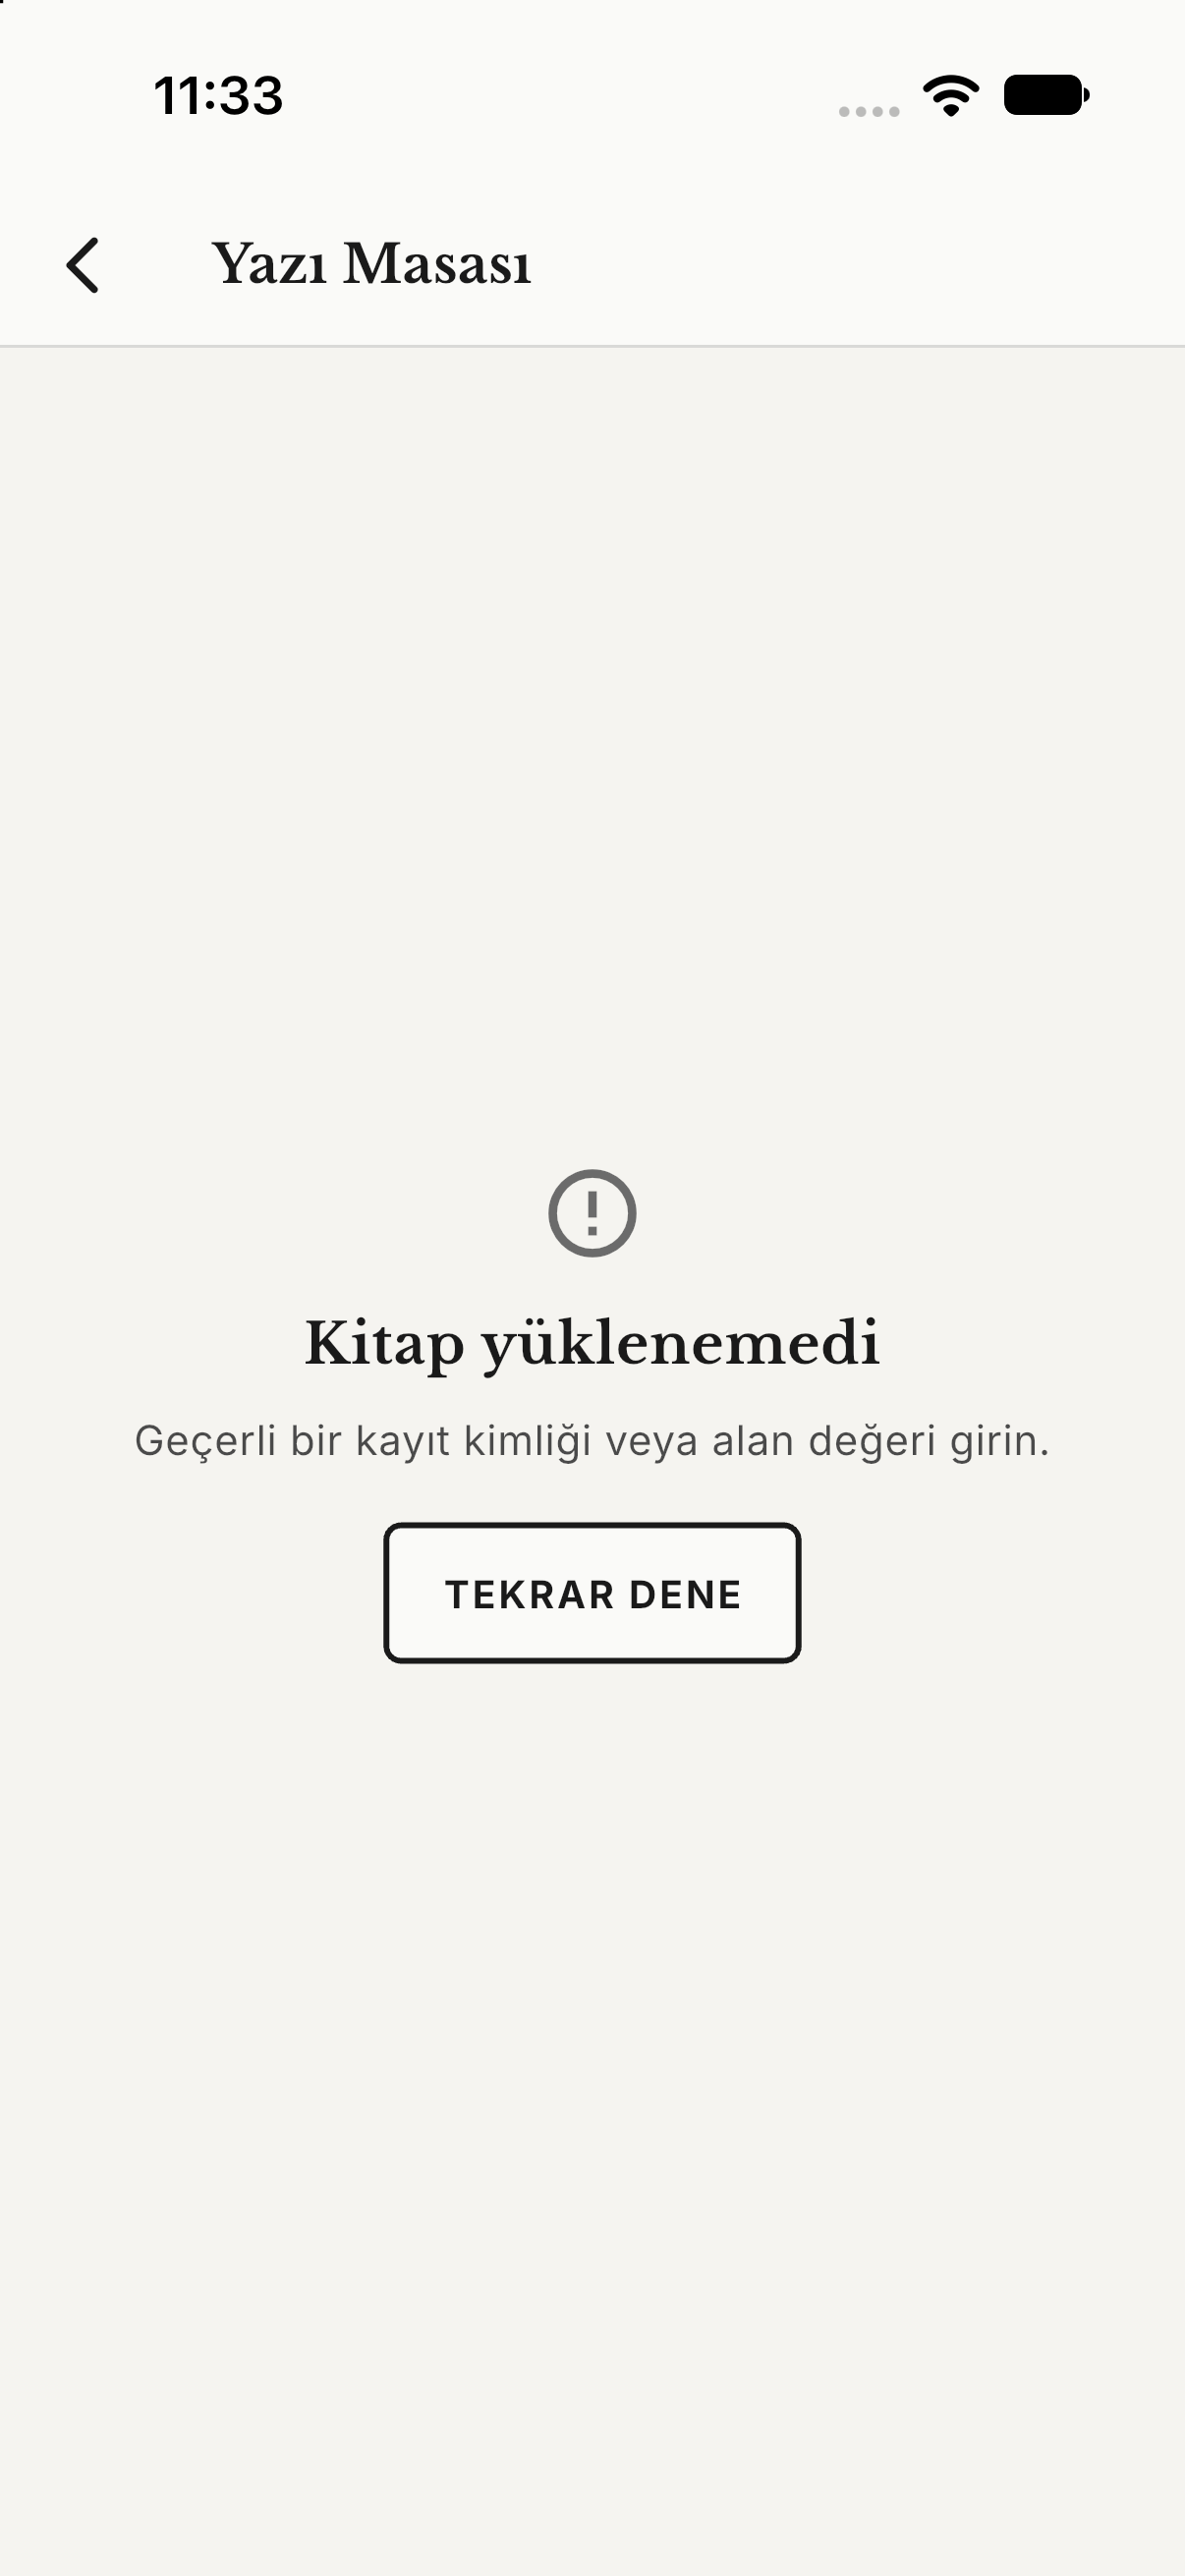 11:33
Yazı Masası
Kitap yüklenemedi
Geçerli bir kayıt kimliği veya alan değeri girin.
TEKRAR DENE